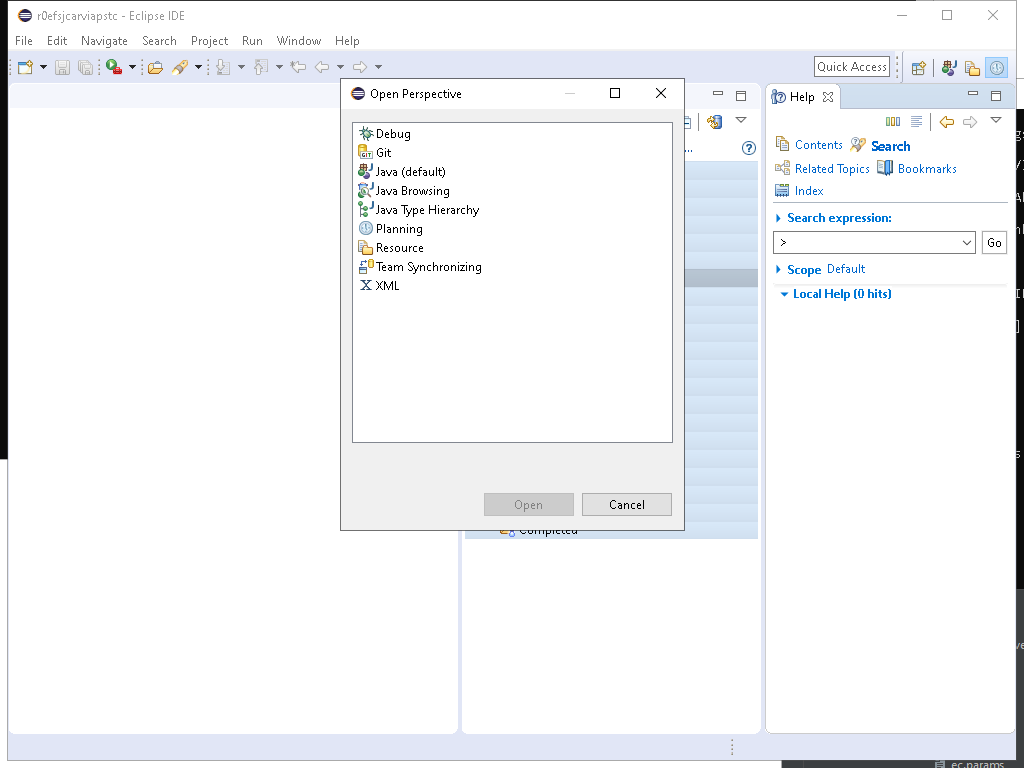 r0efsjcarviapstc - Eclipse IDE
File Edit Navigate Search Project Run Window Help
Quick Access
Open Perspective
Debug
GIT Git
Java (default)
Java Browsing
Java Type Hierarchy
Planning
Resource
Team Synchronizing
X XML
Open Cancel
...
Completed
Help
Contents Search
Related Topics Bookmarks
Index
Search expression:
> Go
Scope Default
Local Help (0 hits)
ec.params